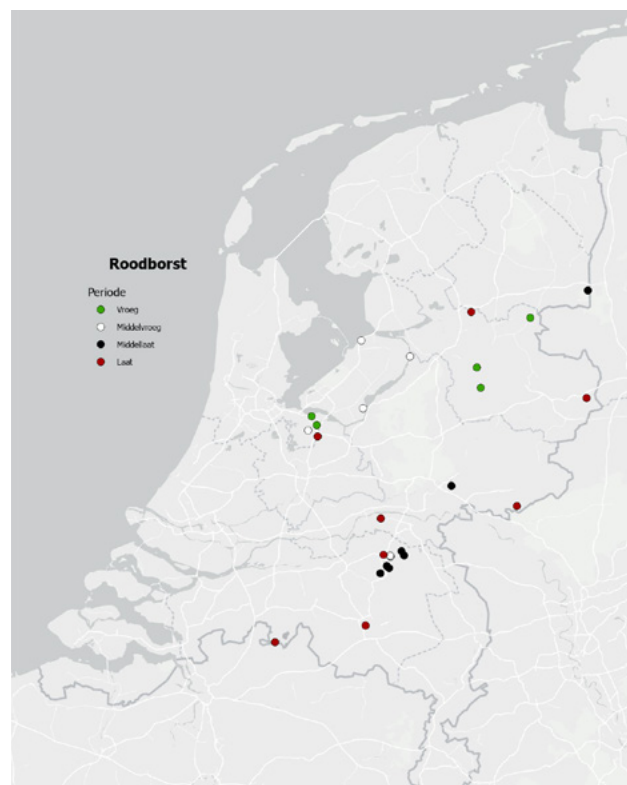 Roodborst
Periode
Vroeg
Middelvroeg
Middellaat
Laat